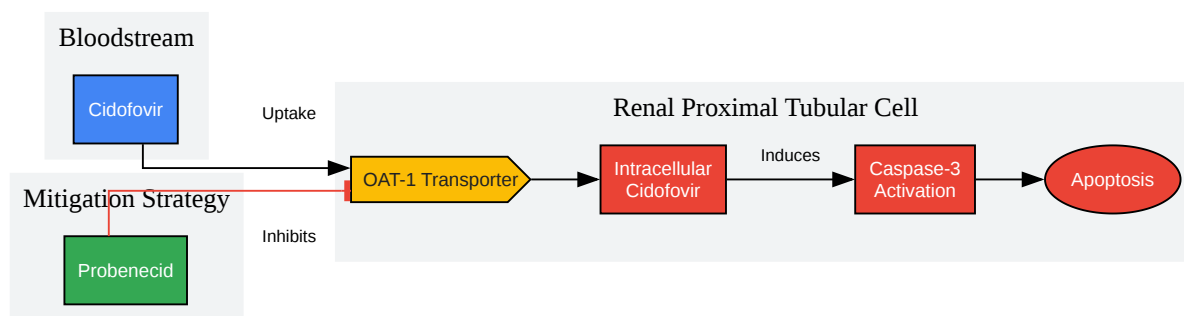 Bloodstream
Cidofovir
Uptake
Renal Proximal Tubular Cell
OAT-1 Transporter
Intracellular
Cidofovir
Induces
Caspase-3
Activation
Apoptosis
Mitigation Strategy
Probenecid
Inhibits